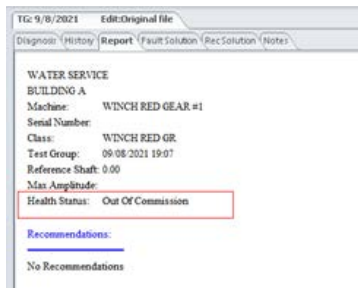 TG: 9/8/2021 Edit:Original file
Diagnosis History Report Fault Solution Rec Solution Notes
WATER SERVICE
BUILDING A
Machine: WINCH RED GEAR #1
Serial Number:
Class: WINCH RED GR
Test Group: 09/08/2021 19:07
Reference Shaft: 0.00
Max Amplitude:
Health Status: Out Of Commission
Recommendations:
No Recommendations